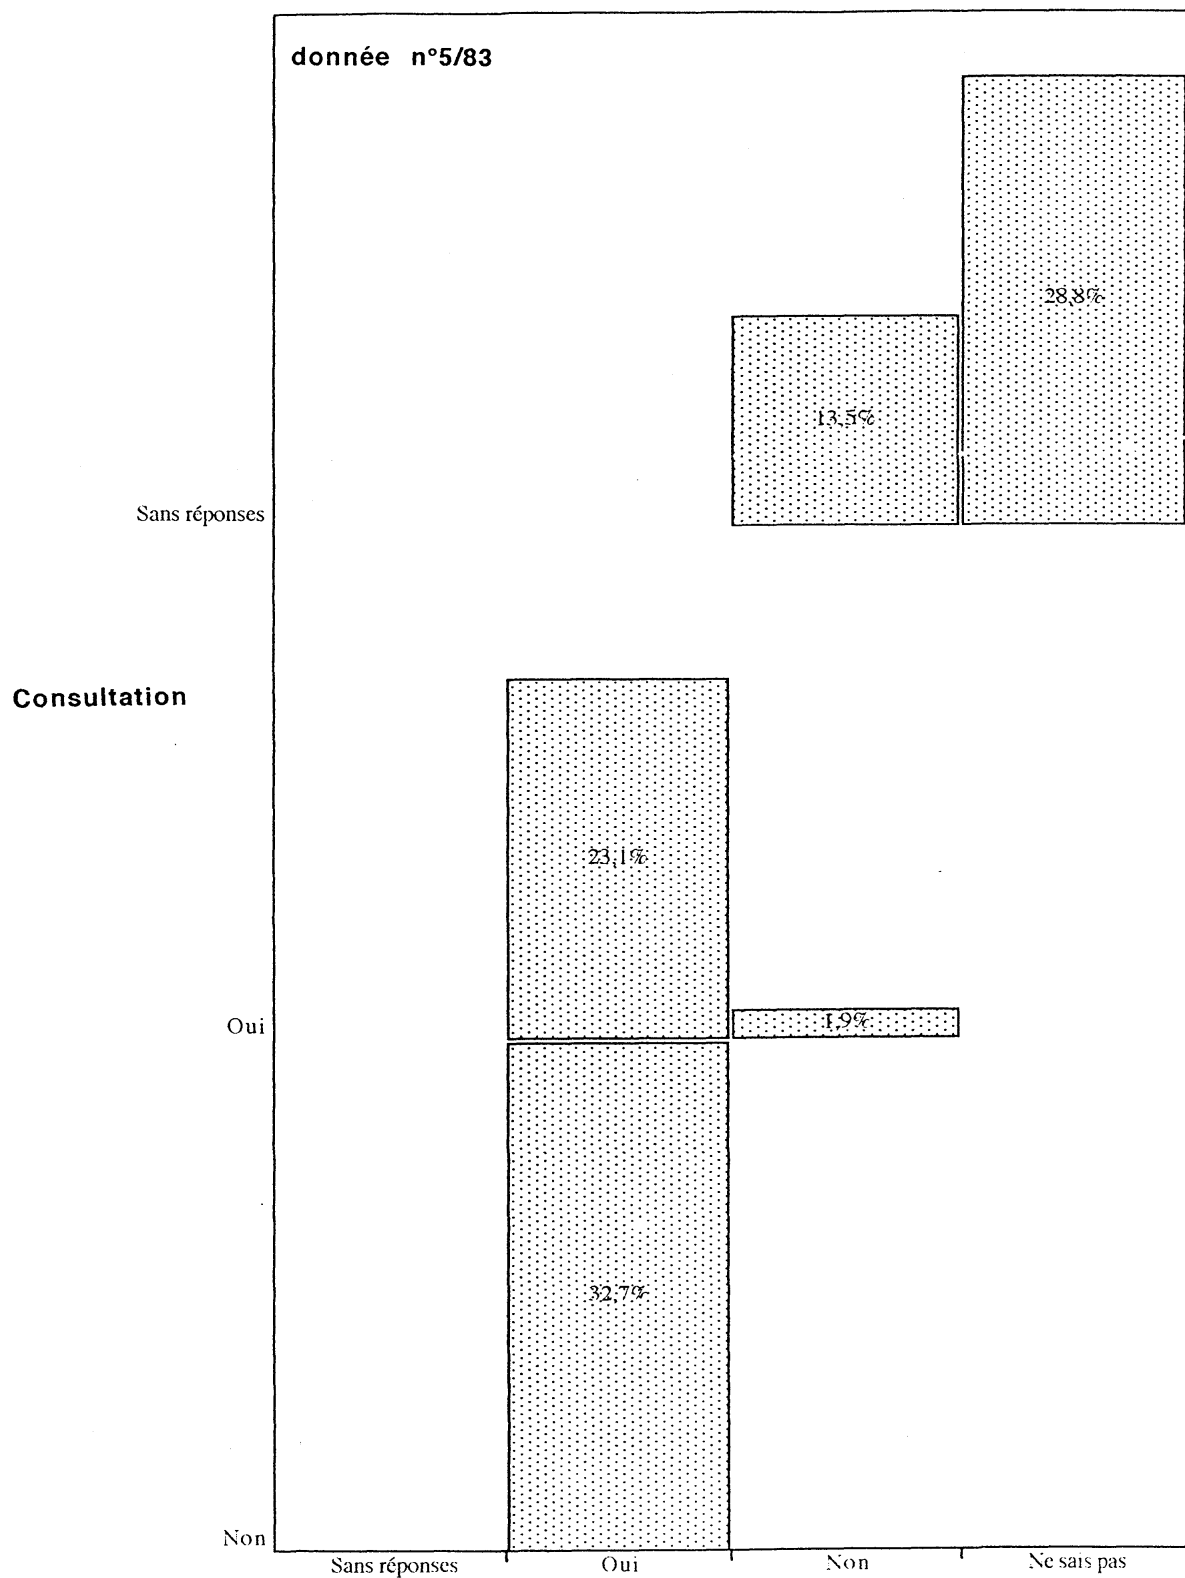 donnée n°5/83
28,8%
13,5%
Sans réponses
Consultation
23,1%
Oui
1,9%
32,7%
Non
Sans réponses Oui Non Ne sais pas